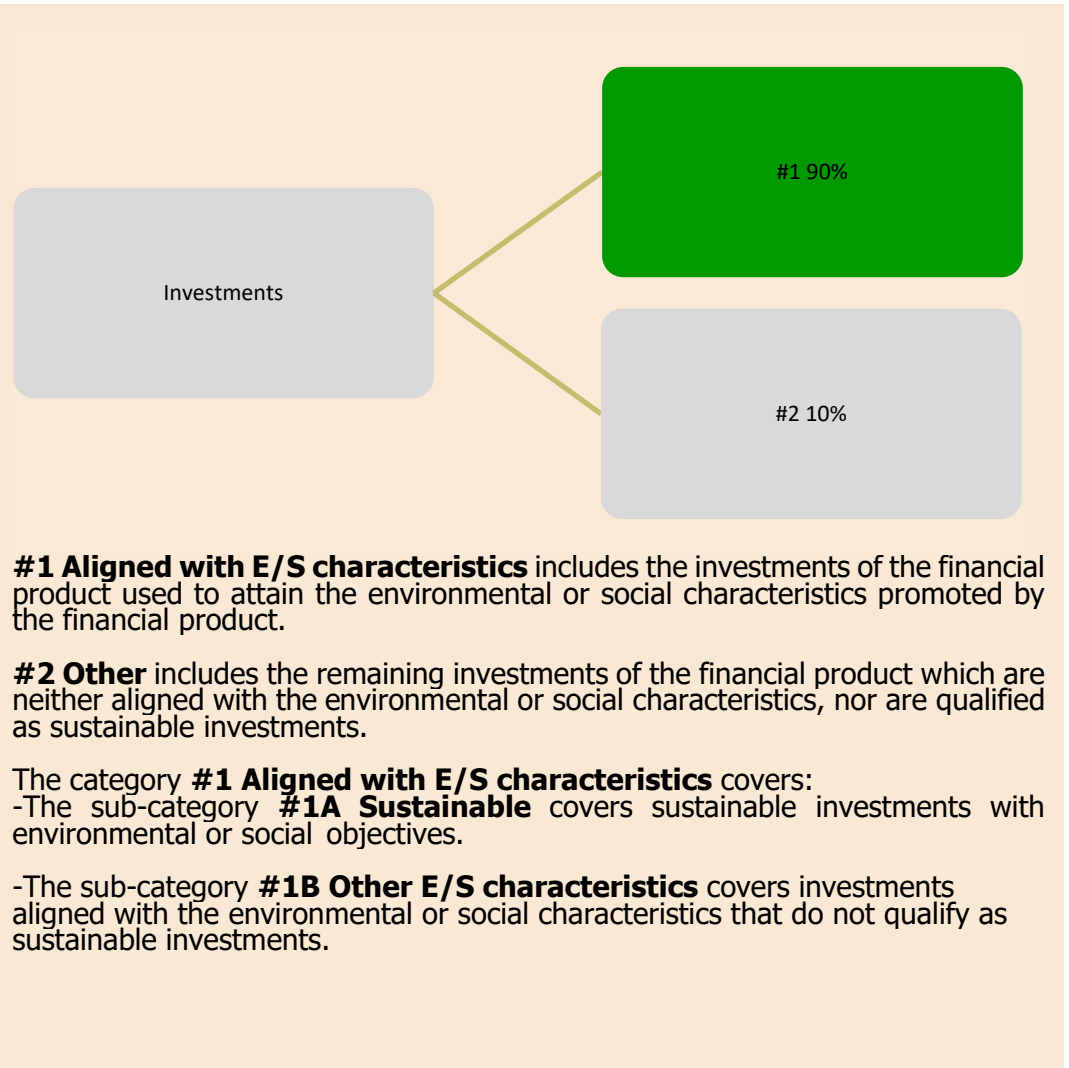 #1 90%
Investments
#2 10%
#1 Aligned with E/S characteristics includes the investments of the financial
product used to attain the environmental or social characteristics promoted by
the financial product.
#2 Other includes the remaining investments of the financial product which are
neither aligned with the environmental or social characteristics, nor are qualified
as sustainable investments.
The category #1 Aligned with E/S characteristics covers:
-The sub-category #1A Sustainable covers sustainable investments with
environmental or social objectives.
-The sub-category #1B Other E/S characteristics covers investments
aligned with the environmental or social characteristics that do not qualify as
sustainable investments.